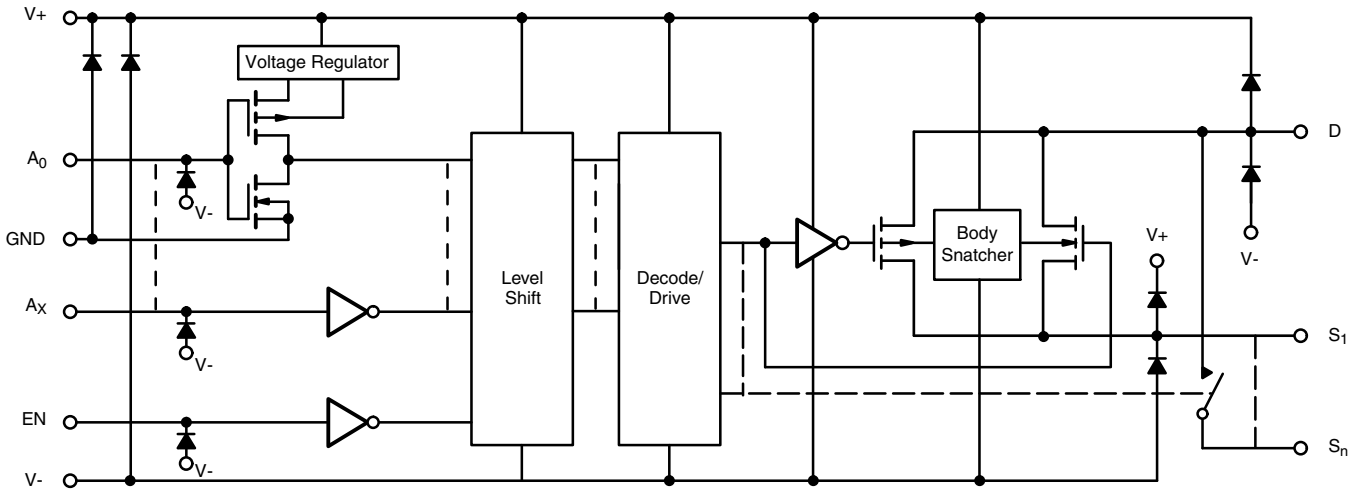 V+
Voltage Regulator
A0
V-
GND
AX
V-
EN
V-
V-
Level
Shift
Decode/
Drive
Body
Snatcher
V+
D
V-
S1
Sn